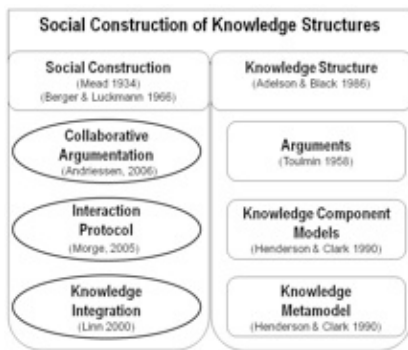 Social Construction of Knowledge Structures
Social Construction
(Mead 1934)
(Berger & Luckmann 1966)
Collaborative
Argumentation
(Andriessen, 2006)
Interaction
Protocol
(Morge, 2005)
Knowledge
Integration
(Linn 2000)
Knowledge Structure
(Adelson & Black 1986)
Arguments
(Toulmin 1958)
Knowledge Component
Models
(Henderson & Clark 1990)
Knowledge
Metamodel
(Henderson & Clark 1990)